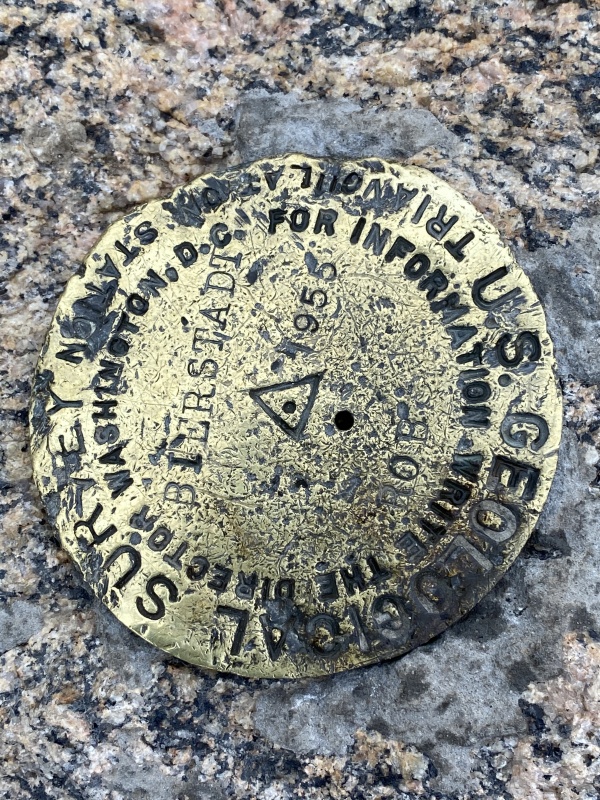 U.S. GEOLOGICAL SURVEY
TRIANGULATION STATION
FOR INFORMATION WRITE THE DIRECTOR WASHINGTON, D.C.
BIERSTADT
1955